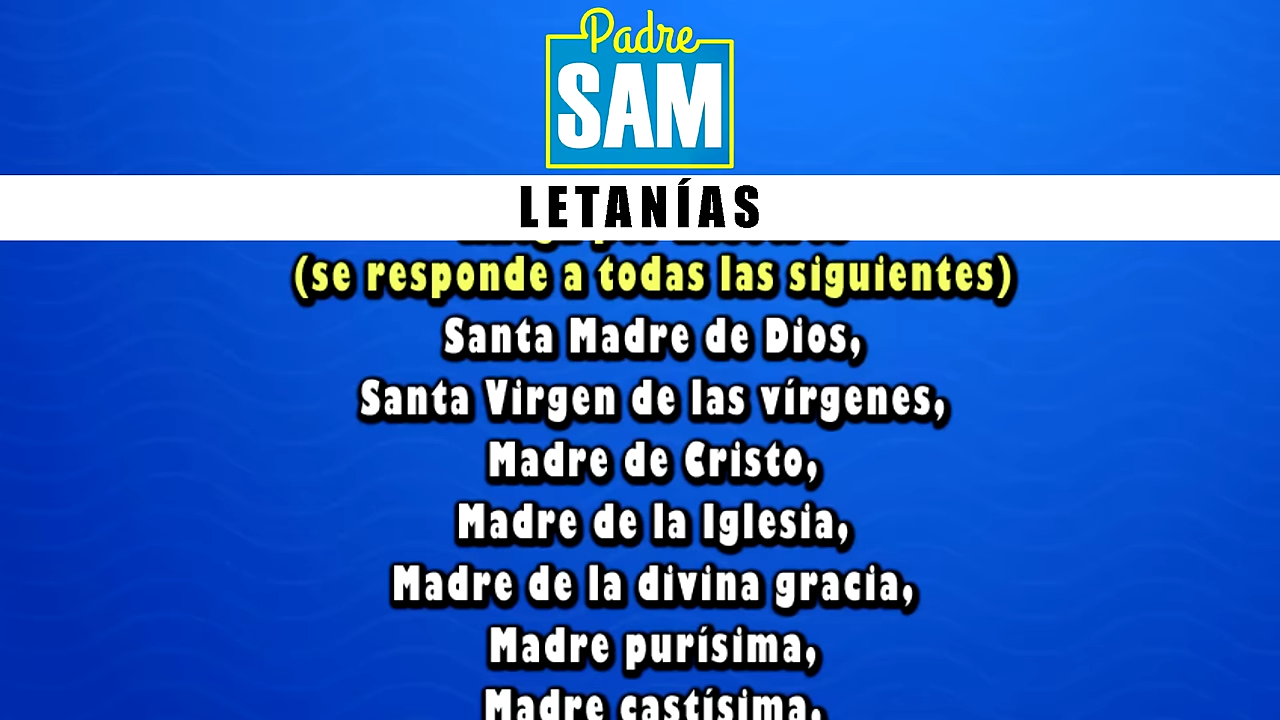 Padre
SAM
LETANÍAS
(se responde a todas las siguientes)
Santa Madre de Dios,
Santa Virgen de las vírgenes,
Madre de Cristo,
Madre de la Iglesia,
Madre de la divina gracia,
Madre purísima,
Madre castísima,